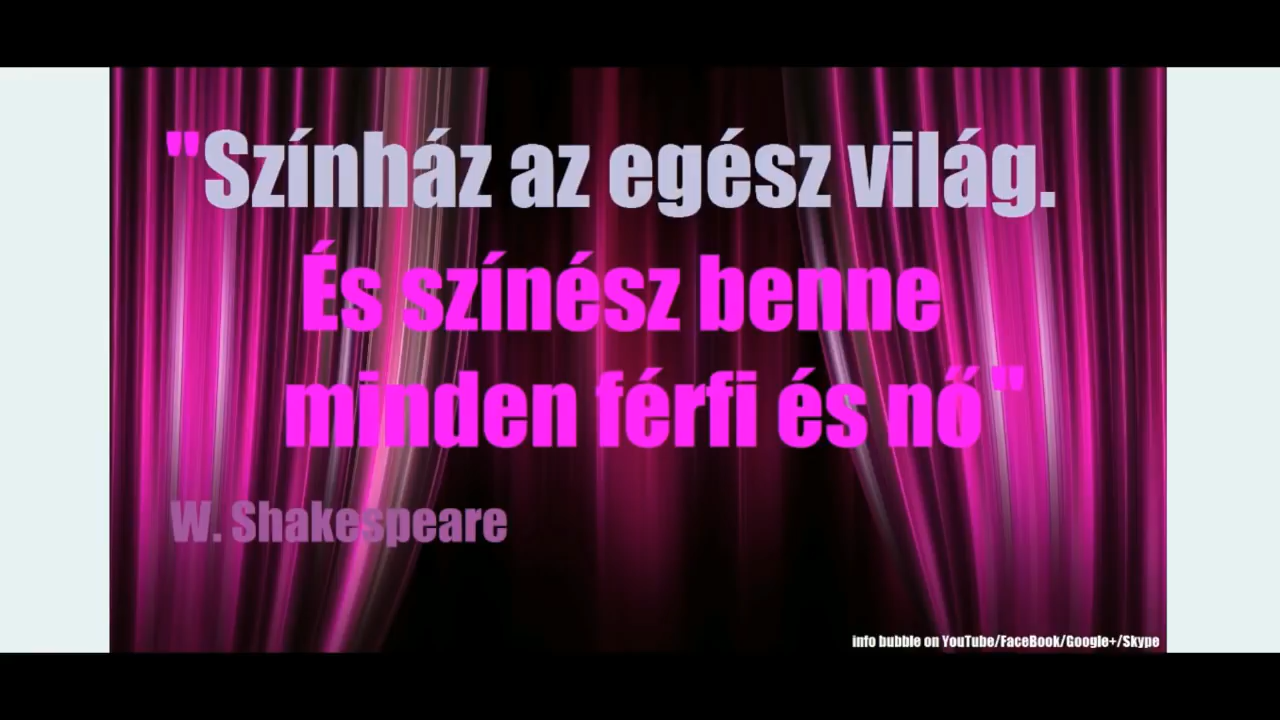 "Színház az egész világ.
És színész benne
minden férfi és nő"
W. Shakespeare
info bubble on YouTube/FaceBook/Google+/Skype